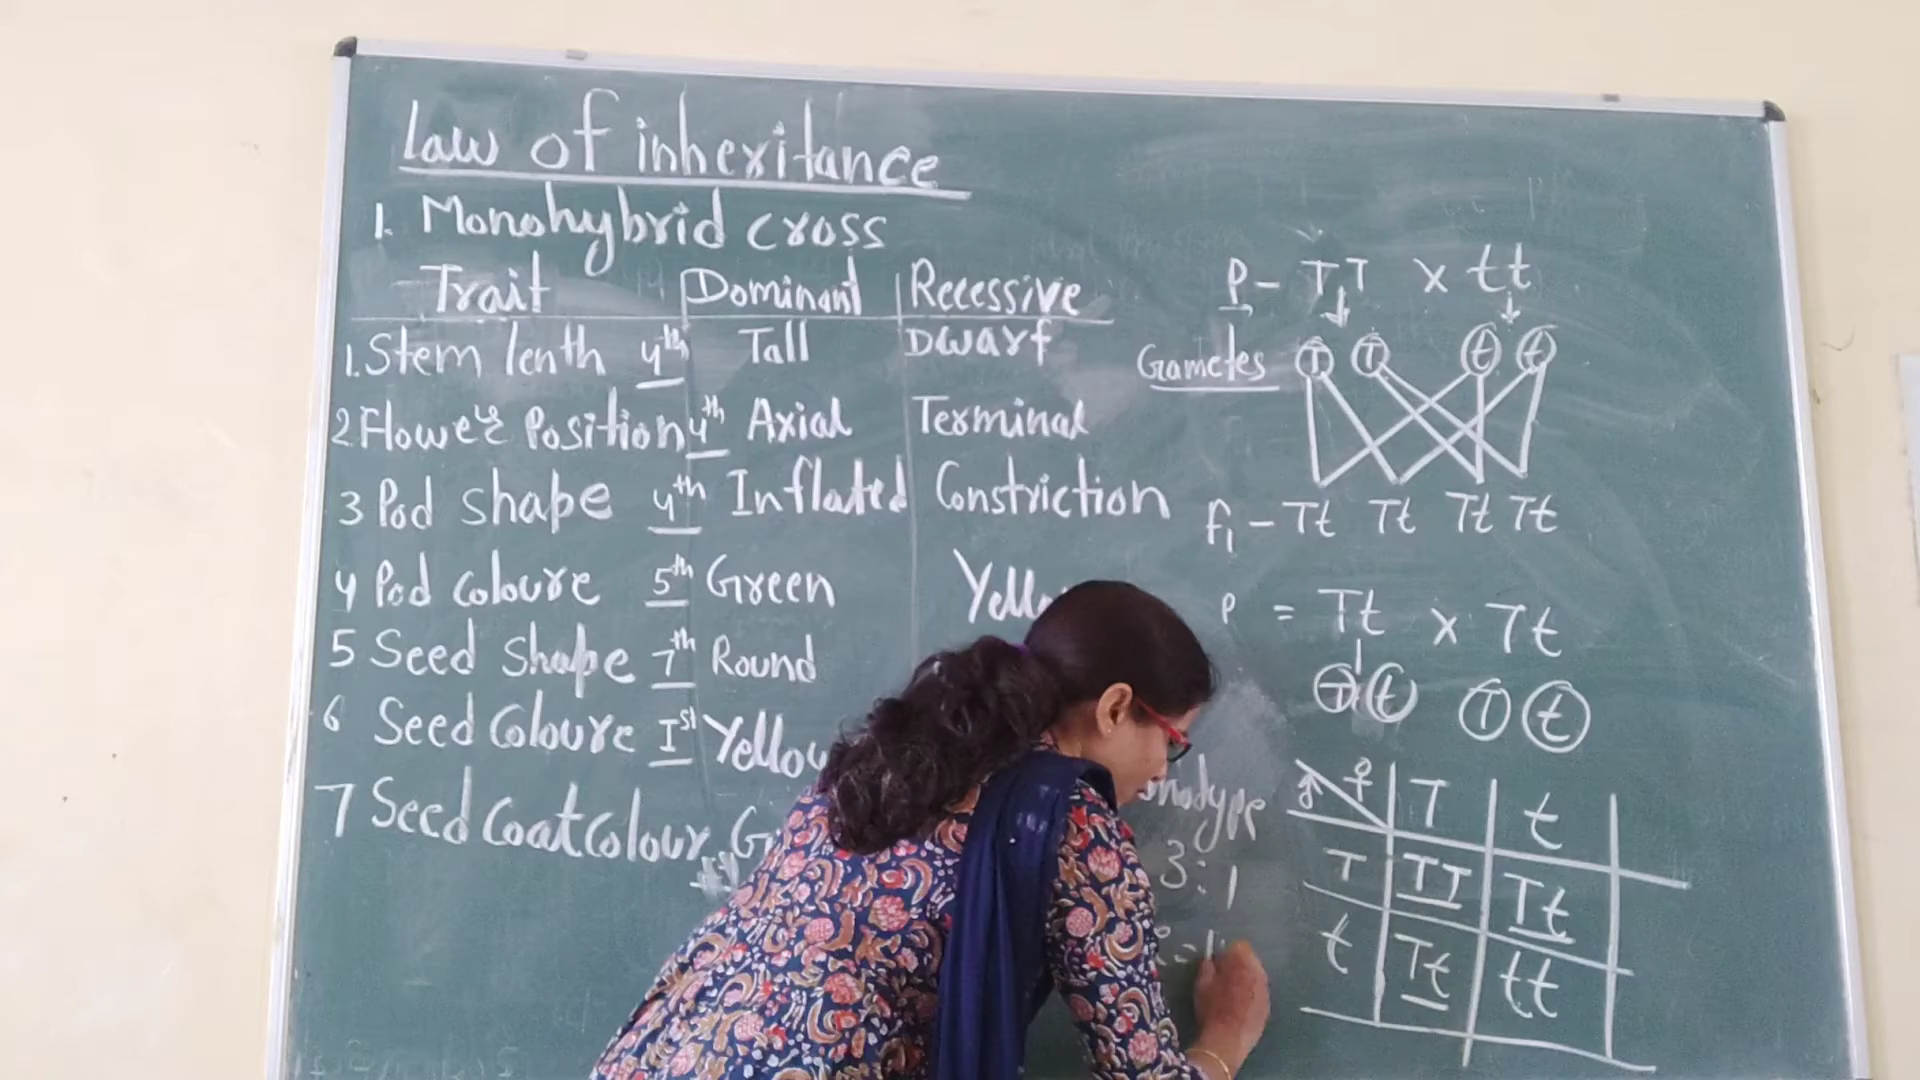 Law of inheritance
1. Monohybrid cross
Trait Dominant Recessive
1. Stem lenth 4th Tall Dwarf
2 Flower Position 4th Axial Terminal
3 Pod shape 4th Inflated Constriction
4 Pod coloure 5th Green
5 Seed Shape 7th Round
6 Seed Coloure Ist
7 Seed Coat Colour
P - TT x tt
Gametes T T t t
f1 - Tt Tt Tt Tt
P = Tt x Tt
T t T t
3:1
♂ ♀ T t
T TT Tt
t Tt tt